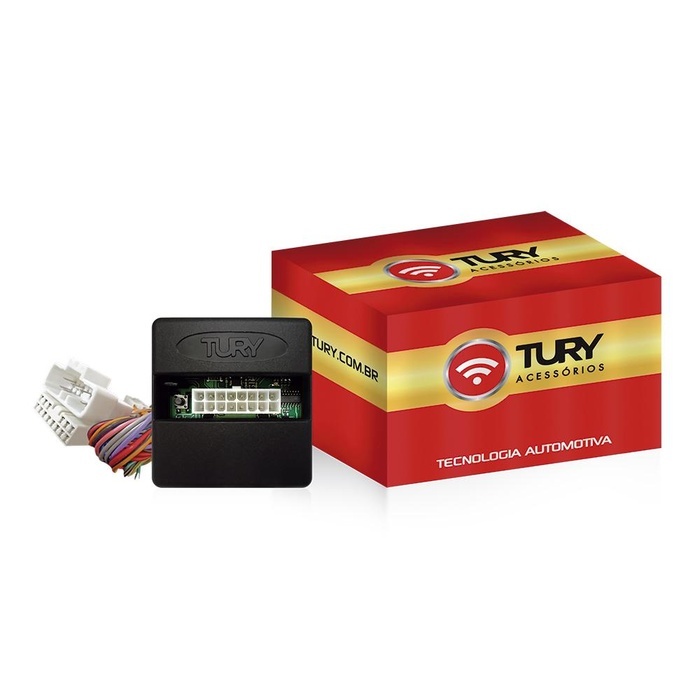 TURY
ACESSÓRIOS
TURY.COM.BR
TURY
TURY
ACESSÓRIOS
TECNOLOGIA AUTOMOTIVA